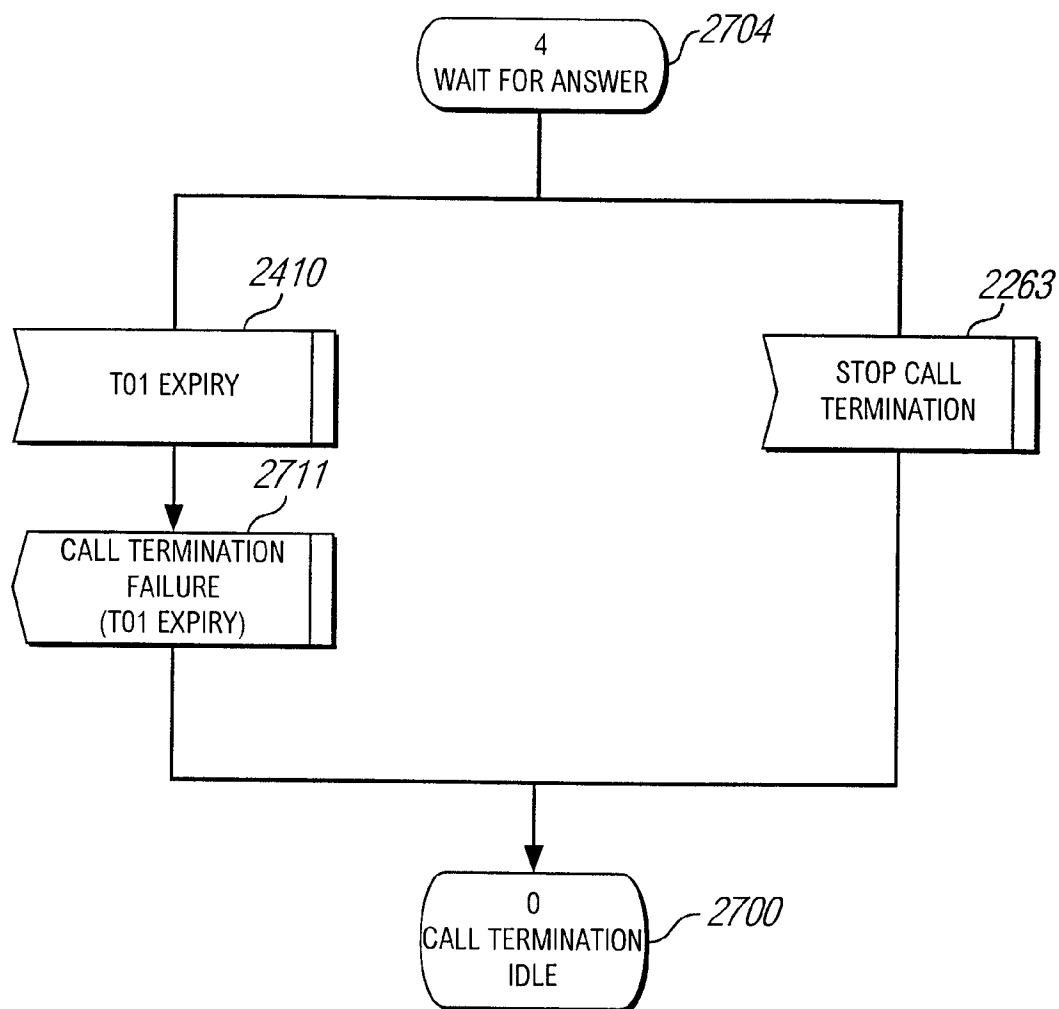 2704
4
WAIT FOR ANSWER
2410
T01 EXPIRY
2263
STOP CALL
TERMINATION
2711
CALL TERMINATION
FAILURE
(T01 EXPIRY)
0
CALL TERMINATION
IDLE
2700